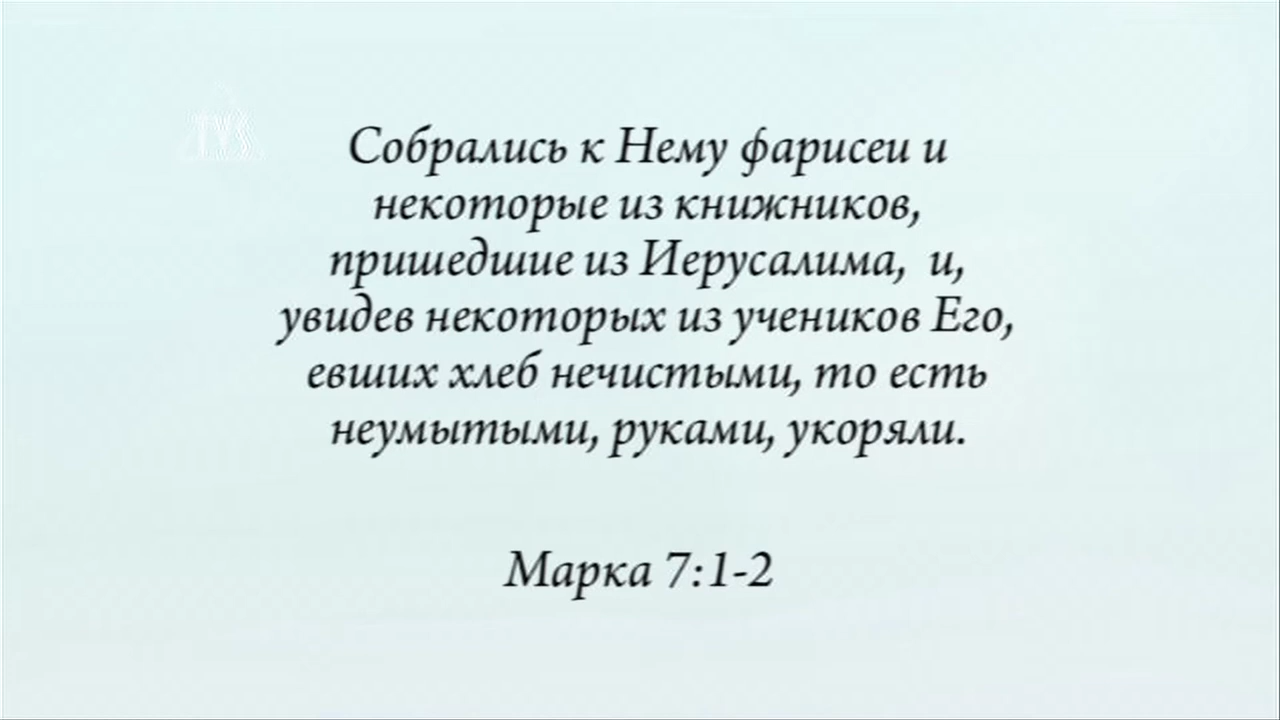 TV3
Собрались к Нему фарисеи и
некоторые из книжников,
пришедшие из Иерусалима,  и,
увидев некоторых из учеников Его,
евших хлеб нечистыми, то есть
неумытыми, руками, укоряли.
Марка 7:1-2